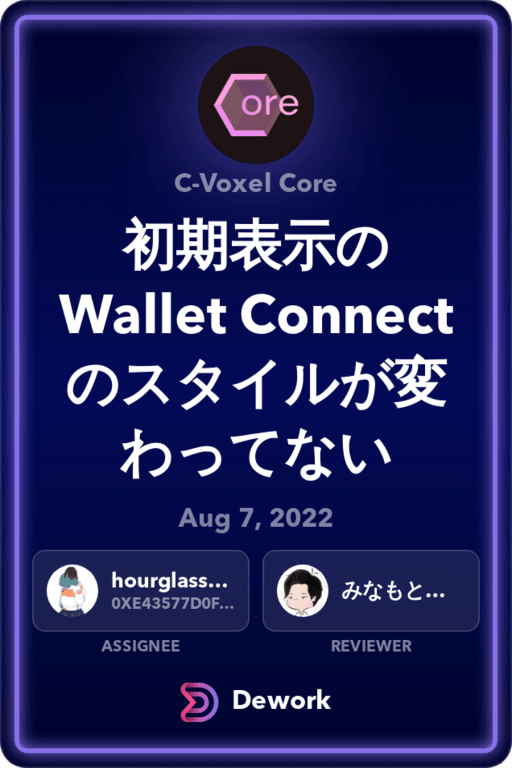 ore
C-Voxel Core
初期表示の
Wallet Connect
のスタイルが変
わってない
Aug 7, 2022
hourglass...
0XE43577D0F...
みなもと...
ASSIGNEE
REVIEWER
Dework